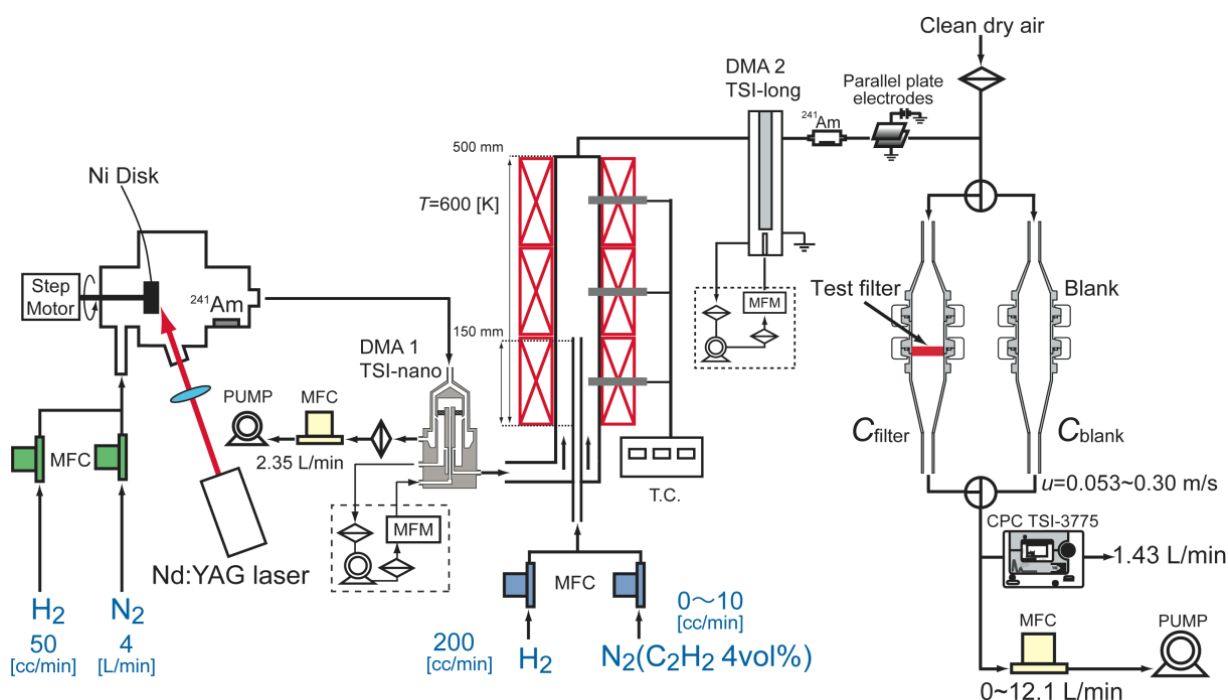 Clean dry air
DMA 2
TSI-long
Parallel plate
electrodes
241Am
500 mm
Ni Disk
T=600 [K]
Step
Motor
241Am
Test filter
Blank
MFM
150 mm
DMA 1
TSI-nano
PUMP
MFC
2.35 L/min
Cfilter
Cblank
MFC
T.C.
u=0.053~0.30 m/s
MFM
CPC TSI-3775
1.43 L/min
Nd:YAG laser
MFC
H2
N2
50
[cc/min]
4
[L/min]
200
[cc/min]
H2
0～10
[cc/min]
N2(C2H2 4vol%)
MFC
PUMP
0~12.1 L/min